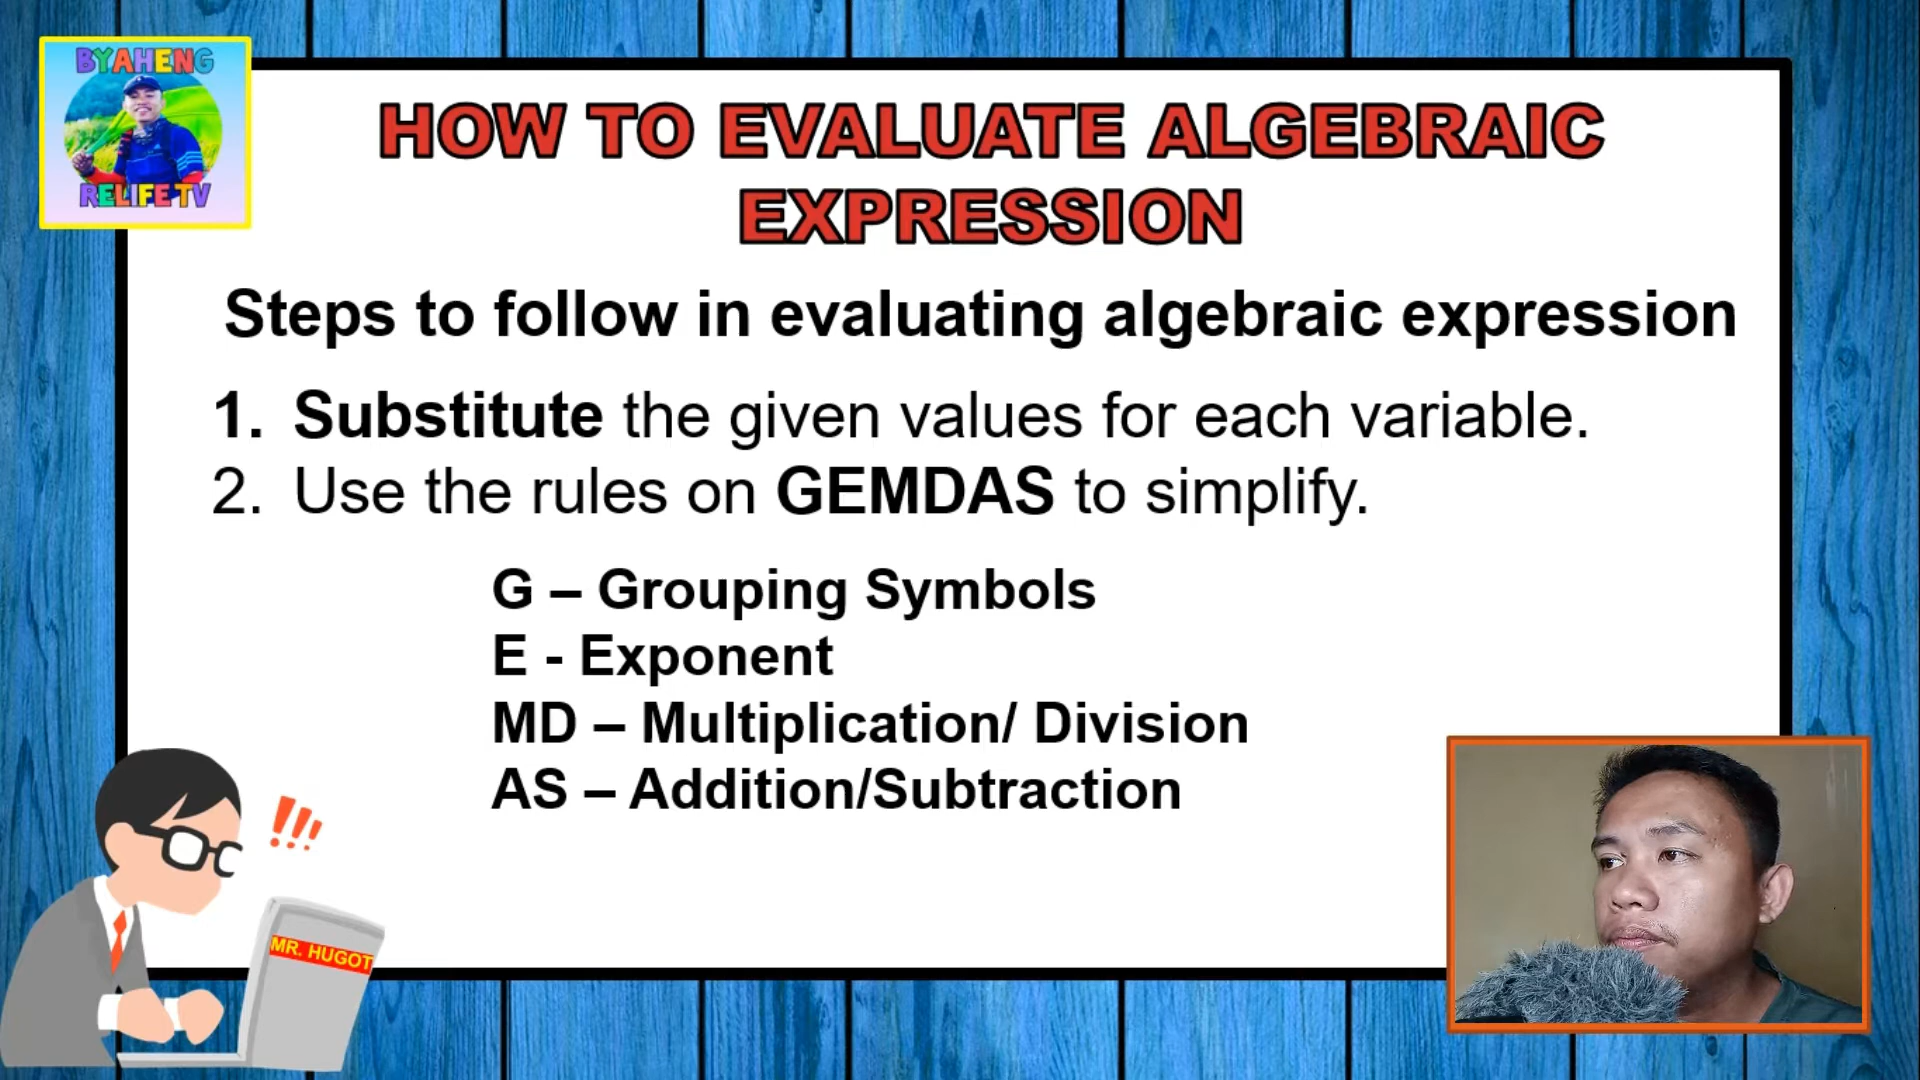 BYAHENG
RELIFE TV
HOW TO EVALUATE ALGEBRAIC
EXPRESSION
Steps to follow in evaluating algebraic expression
1. Substitute the given values for each variable.
2. Use the rules on GEMDAS to simplify.
G – Grouping Symbols
E - Exponent
MD – Multiplication/ Division
AS – Addition/Subtraction
!!!
MR. HUGOT